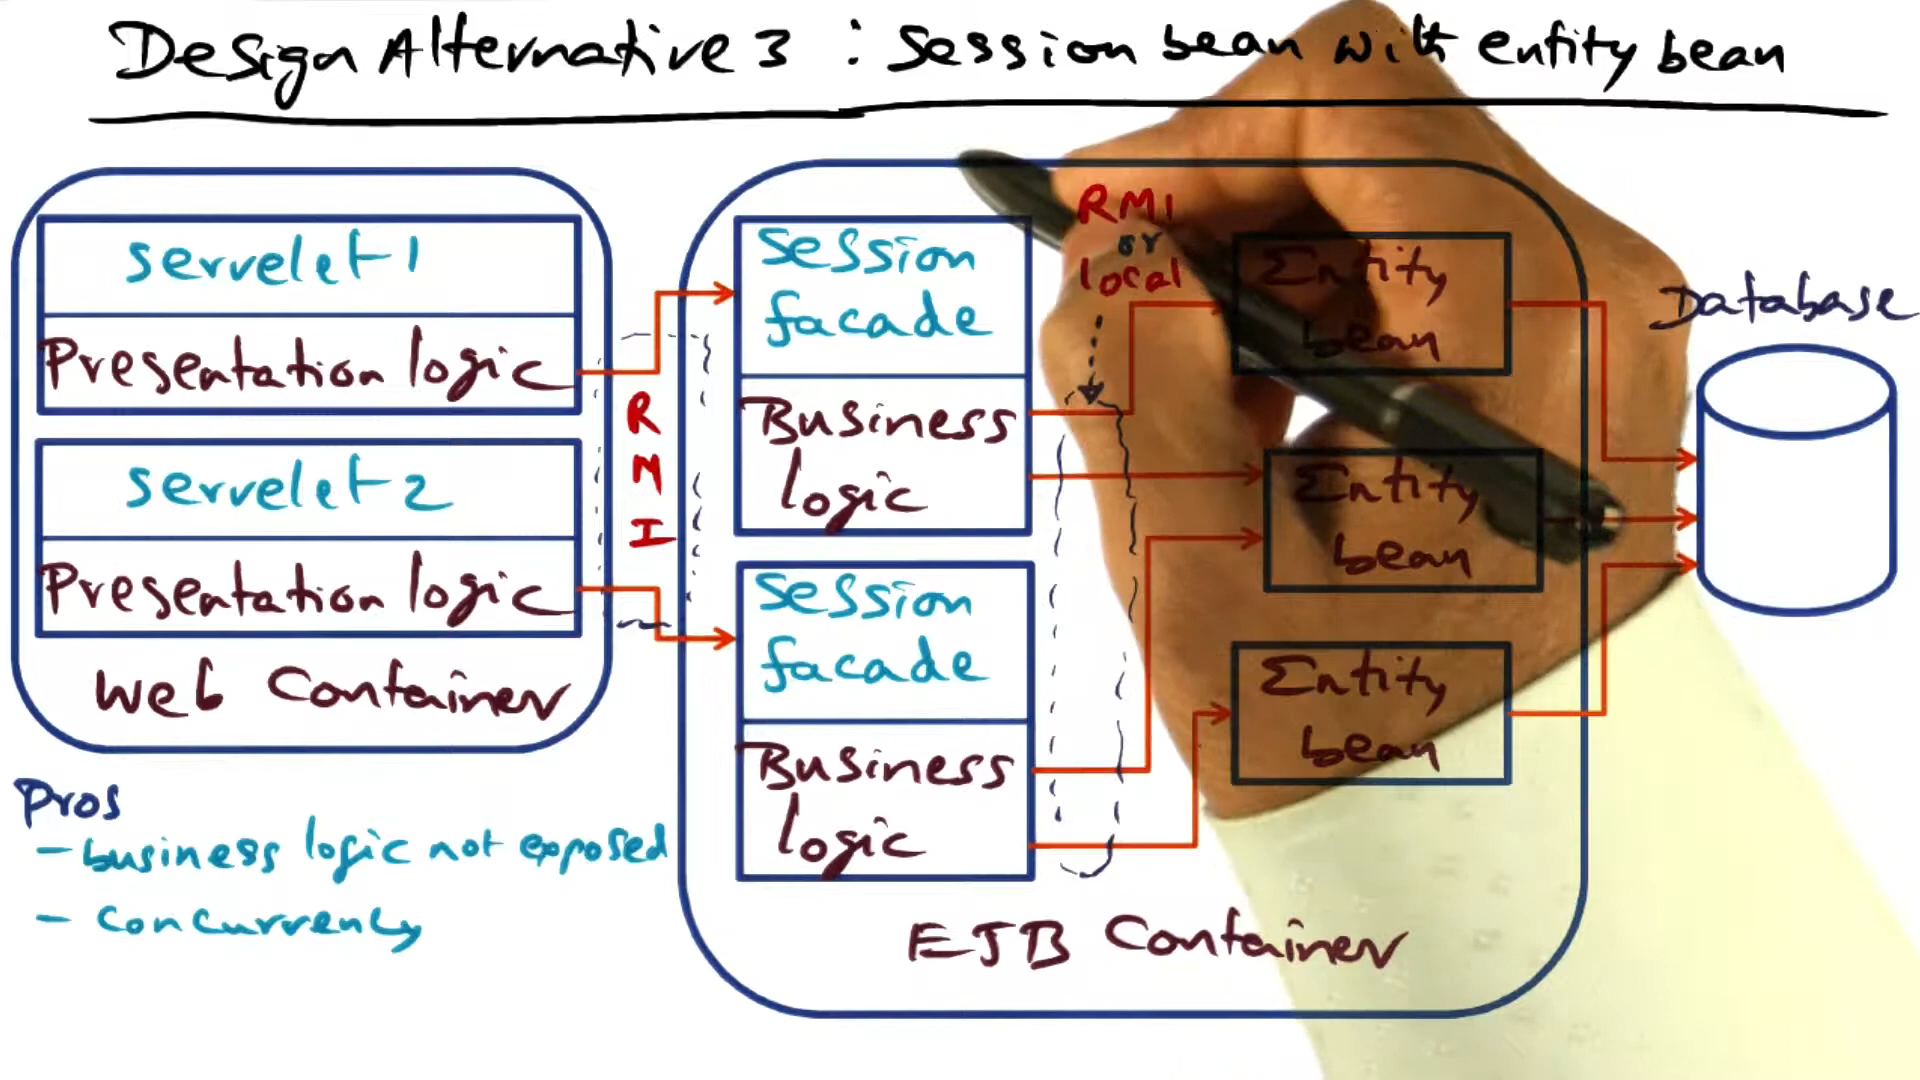 Design Alternative 3 : Session bean with entity bean
servelet 1
Presentation logic
servelet 2
Presentation logic
Web Container
R
M
I
Session
facade
Business
logic
Session
facade
Business
logic
RMI
or
local
Entity
bean
Entity
bean
Entity
bean
EJB Container
Database
Pros
- business logic not exposed
- concurrency